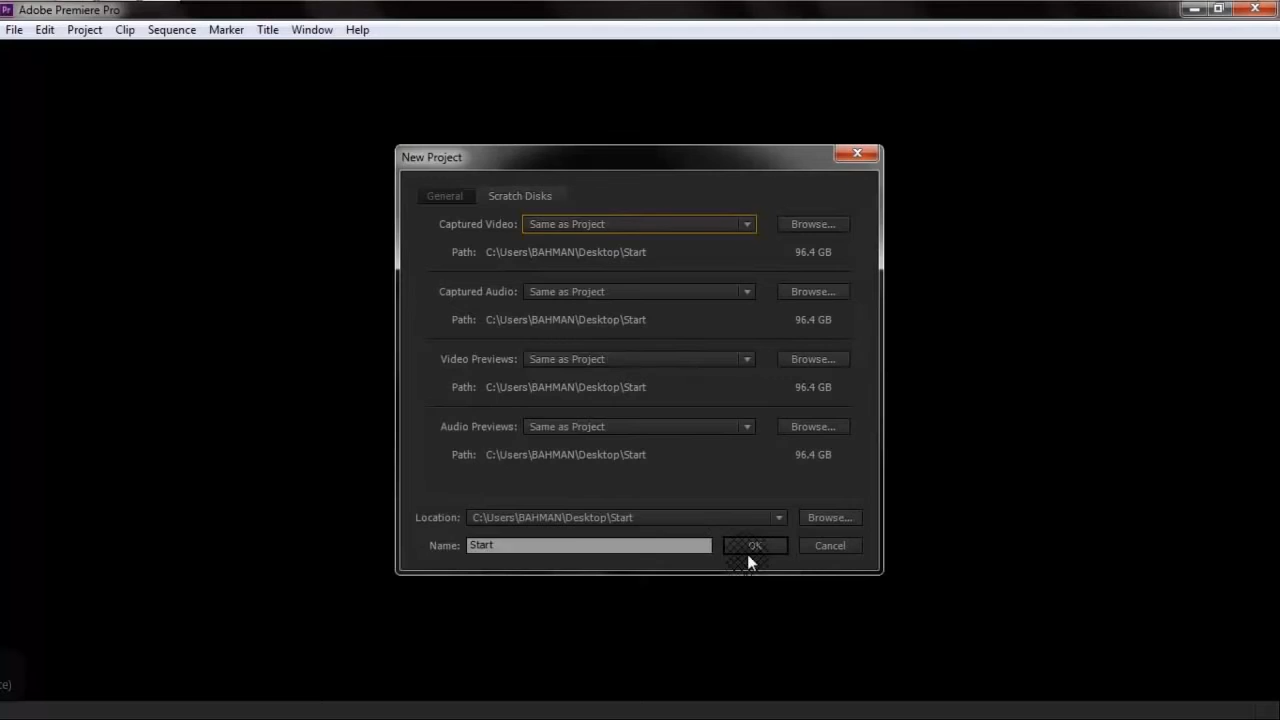 Pr Adobe Premiere Pro
File Edit Project Clip Sequence Marker Title Window Help
New Project
General Scratch Disks
Captured Video: Same as Project Browse...
Path: C:\Users\BAHMAN\Desktop\Start 96.4 GB
Captured Audio: Same as Project Browse...
Path: C:\Users\BAHMAN\Desktop\Start 96.4 GB
Video Previews: Same as Project Browse...
Path: C:\Users\BAHMAN\Desktop\Start 96.4 GB
Audio Previews: Same as Project Browse...
Path: C:\Users\BAHMAN\Desktop\Start 96.4 GB
Location: C:\Users\BAHMAN\Desktop\Start Browse...
Name: Start OK Cancel